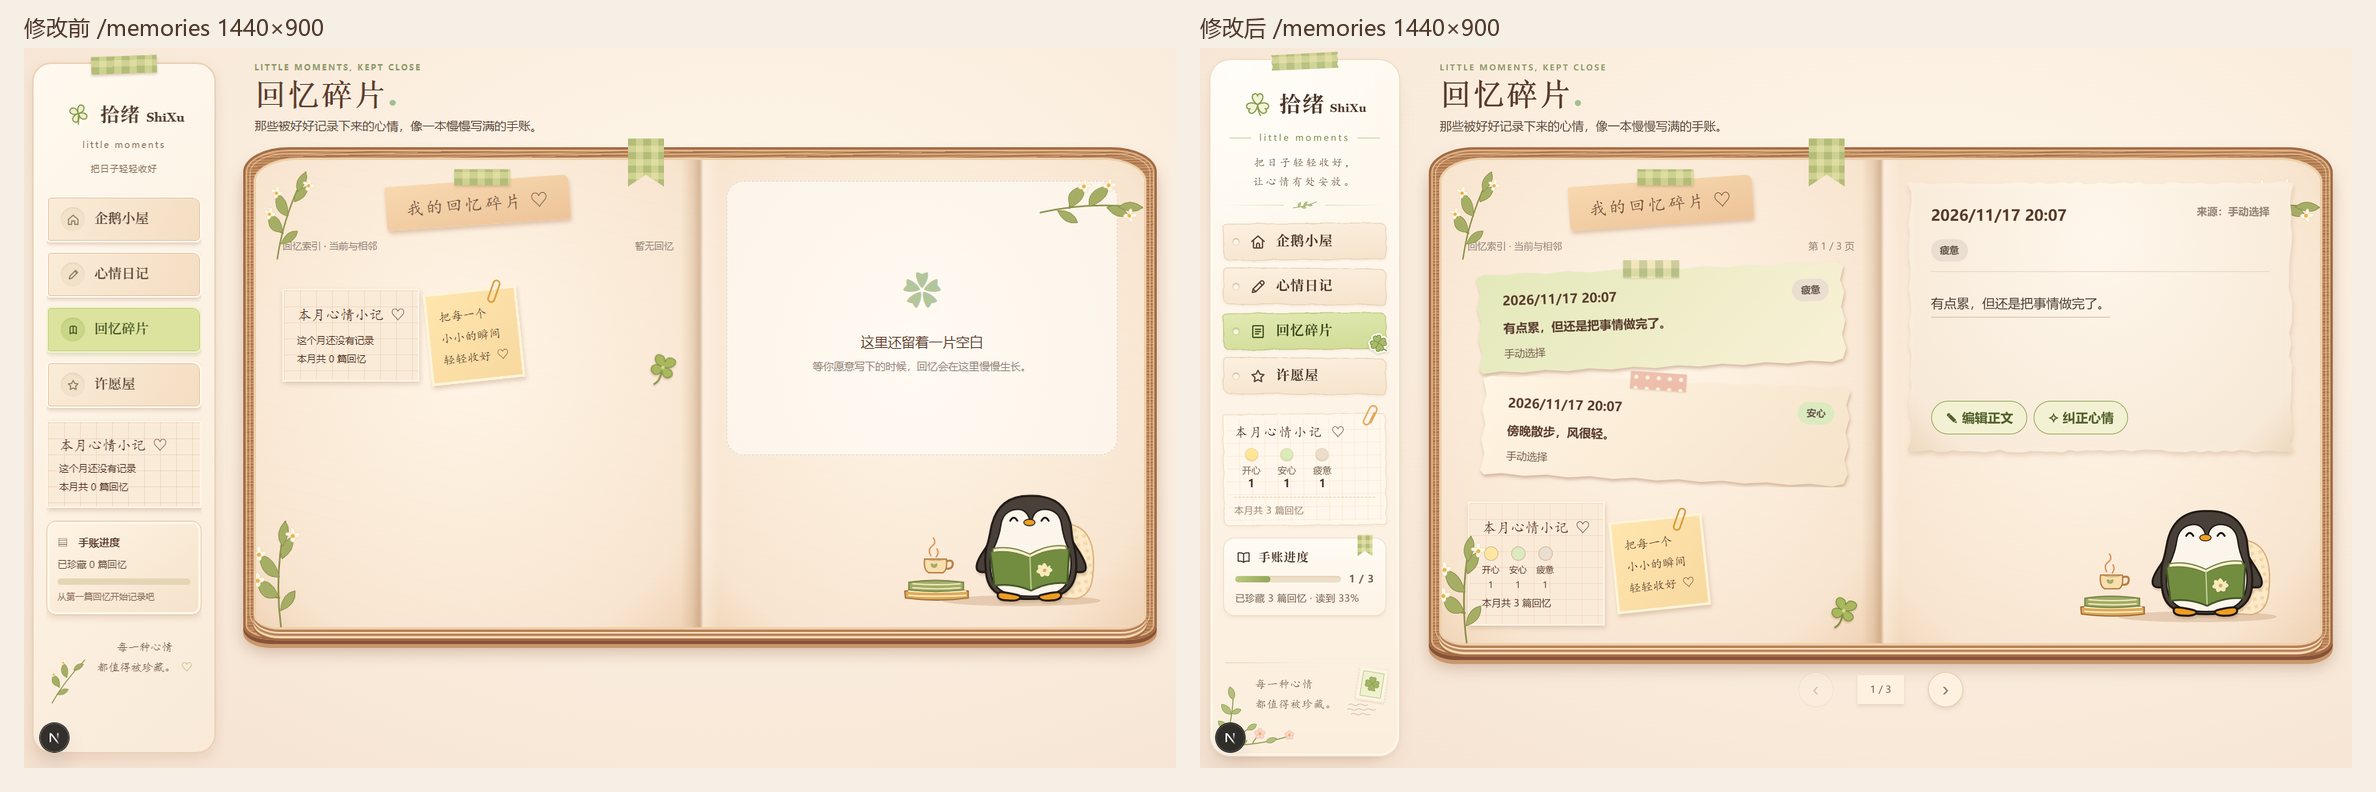 修改前 /memories 1440×900
拾绪 ShiXu
little moments
把日子轻轻收好
企鹅小屋
心情日记
回忆碎片
许愿屋
本月心情小记 ♡
这个月还没有记录
本月共 0 篇回忆
手账进度
已珍藏 0 篇回忆
从第一篇回忆开始记录吧
每一种心情
都值得被珍藏。 ♡
N
LITTLE MOMENTS, KEPT CLOSE
回忆碎片.
那些被好好记录下来的心情，像一本慢慢写满的手账。
我的回忆碎片 ♡
回忆索引 · 当前与相邻
暂无回忆
本月心情小记 ♡
这个月还没有记录
本月共 0 篇回忆
把每一个
小小的瞬间
轻轻收好 ♡
这里还留着一片空白
等你愿意写下的时候，回忆会在这里慢慢生长。
修改后 /memories 1440×900
拾绪 ShiXu
little moments
把日子轻轻收好，
让心情有处安放。
企鹅小屋
心情日记
回忆碎片
许愿屋
本月心情小记 ♡
开心 安心 疲惫
1 1 1
本月共 3 篇回忆
手账进度
1 / 3
已珍藏 3 篇回忆 · 读到 33%
每一种心情
都值得被珍藏。
N
LITTLE MOMENTS, KEPT CLOSE
回忆碎片.
那些被好好记录下来的心情，像一本慢慢写满的手账。
我的回忆碎片 ♡
回忆索引 · 当前与相邻
第 1 / 3 页
2026/11/17 20:07
疲惫
有点累，但还是把事情做完了。
手动选择
2026/11/17 20:07
安心
傍晚散步，风很轻。
手动选择
本月心情小记 ♡
开心 安心 疲惫
1 1 1
本月共 3 篇回忆
把每一个
小小的瞬间
轻轻收好 ♡
2026/11/17 20:07
来源：手动选择
疲惫
有点累，但还是把事情做完了。
编辑正文
纠正心情
‹ 1 / 3 ›